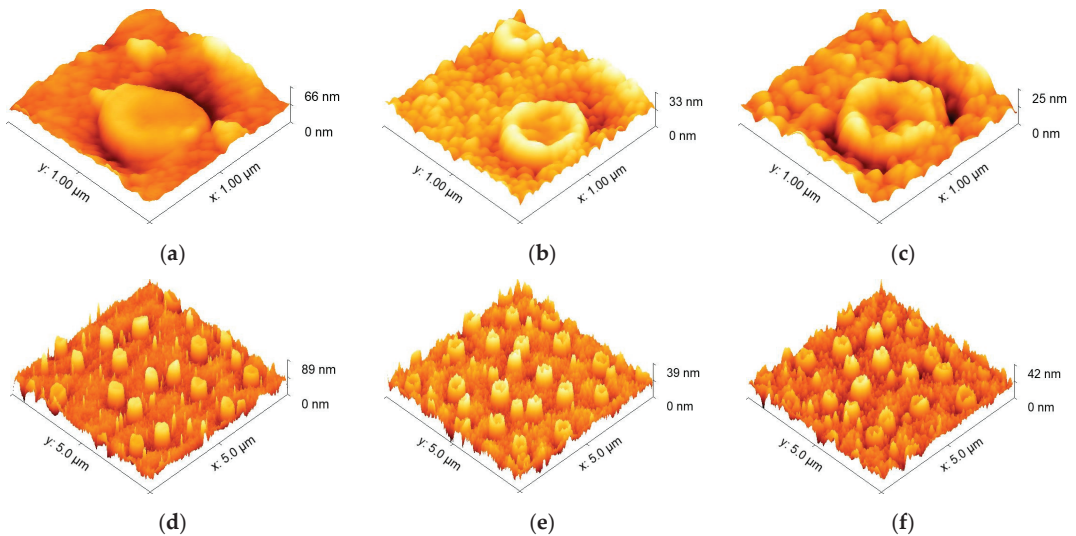 66 nm
0 nm
y: 1.00 µm
x: 1.00 µm
(a)
33 nm
0 nm
y: 1.00 µm
x: 1.00 µm
(b)
25 nm
0 nm
y: 1.00 µm
x: 1.00 µm
(c)
89 nm
0 nm
y: 5.0 µm
x: 5.0 µm
(d)
39 nm
0 nm
y: 5.0 µm
x: 5.0 µm
(e)
42 nm
0 nm
y: 5.0 µm
x: 5.0 µm
(f)